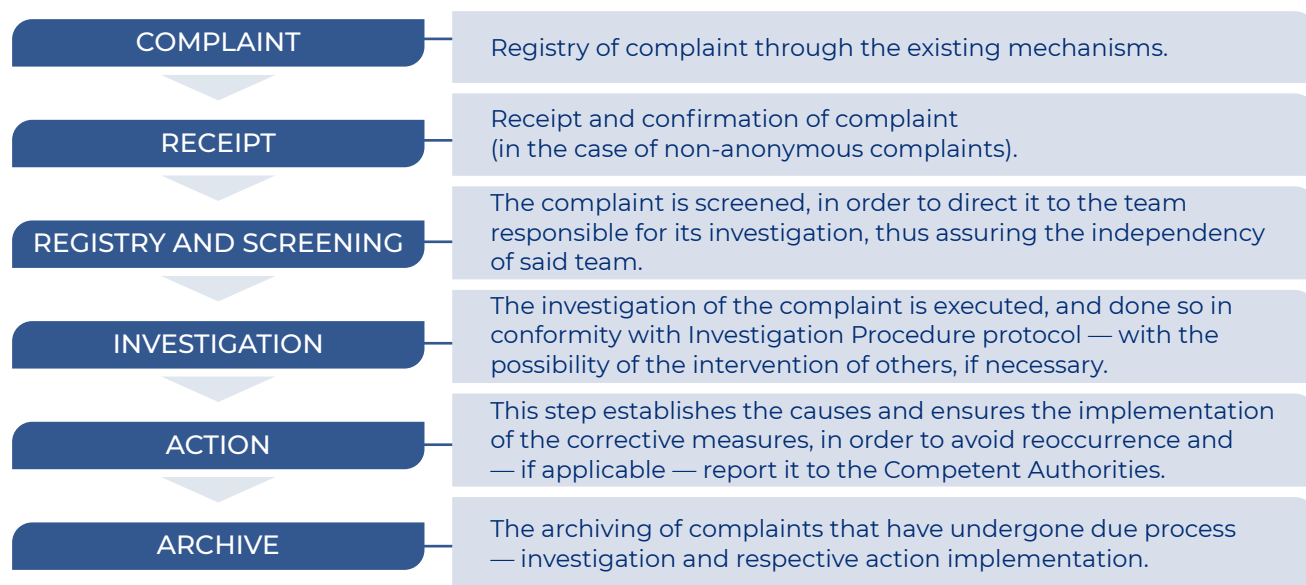 COMPLAINT
Registry of complaint through the existing mechanisms.
RECEIPT
Receipt and confirmation of complaint
(in the case of non-anonymous complaints).
REGISTRY AND SCREENING
The complaint is screened, in order to direct it to the team
responsible for its investigation, thus assuring the independency
of said team.
INVESTIGATION
The investigation of the complaint is executed, and done so in
conformity with Investigation Procedure protocol — with the
possibility of the intervention of others, if necessary.
ACTION
This step establishes the causes and ensures the implementation
of the corrective measures, in order to avoid reoccurrence and
— if applicable — report it to the Competent Authorities.
ARCHIVE
The archiving of complaints that have undergone due process
— investigation and respective action implementation.